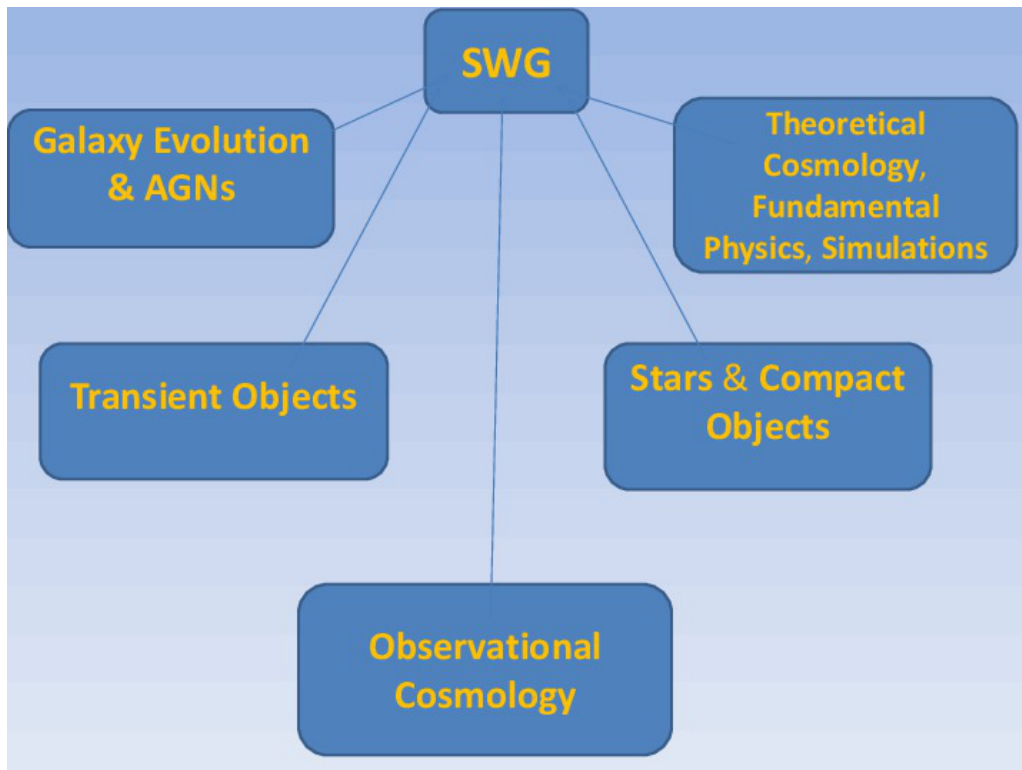 SWG
Galaxy Evolution
& AGNs
Theoretical
Cosmology,
Fundamental
Physics, Simulations
Transient Objects
Stars & Compact
Objects
Observational
Cosmology